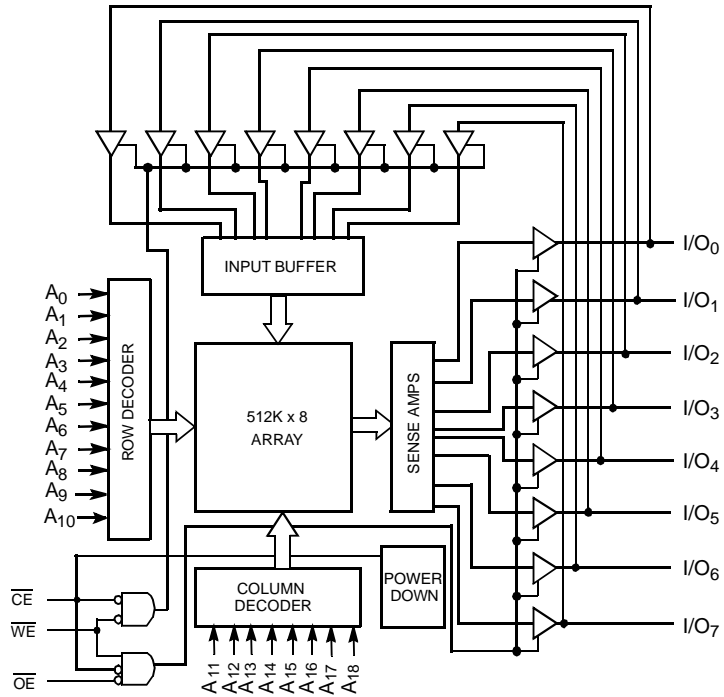 I/O0
INPUT BUFFER
I/O1
A0
A1
A2
A3
A4
A5
A6
A7
A8
A9
A10
ROW DECODER
512K x 8
ARRAY
SENSE AMPS
I/O2
I/O3
I/O4
I/O5
I/O6
I/O7
CE
WE
OE
COLUMN
DECODER
POWER
DOWN
A11
A12
A13
A14
A15
A16
A17
A18